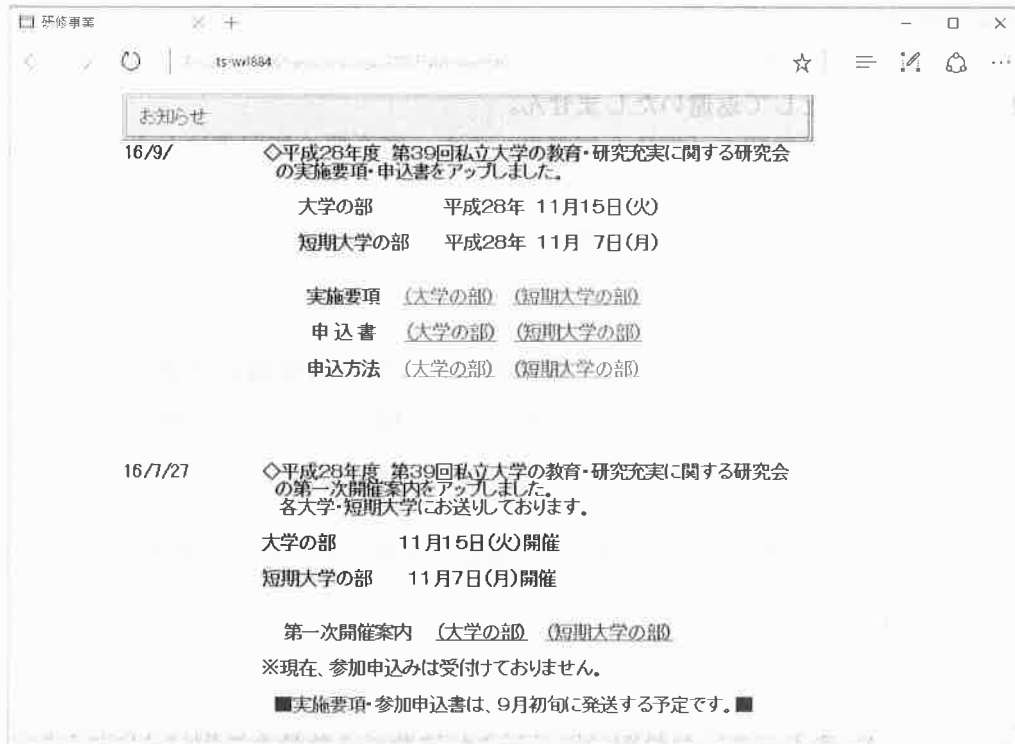 研修事業
ts-wvl884
お知らせ
16/9/
◇平成28年度 第39回私立大学の教育・研究充実に関する研究会
の実施要項・申込書をアップしました。
大学の部 平成28年 11月15日(火)
短期大学の部 平成28年 11月 7日(月)
実施要項 (大学の部) (短期大学の部)
申込書 (大学の部) (短期大学の部)
申込方法 (大学の部) (短期大学の部)
16/7/27 ◇平成28年度 第39回私立大学の教育・研究充実に関する研究会
の第一次開催案内をアップしました。
各大学・短期大学にお送りしております。
大学の部 11月15日(火)開催
短期大学の部 11月7日(月)開催
第一次開催案内 (大学の部) (短期大学の部)
※現在、参加申込みは受付けておりません。
■実施要項・参加申込書は、9月初旬に発送する予定です。■